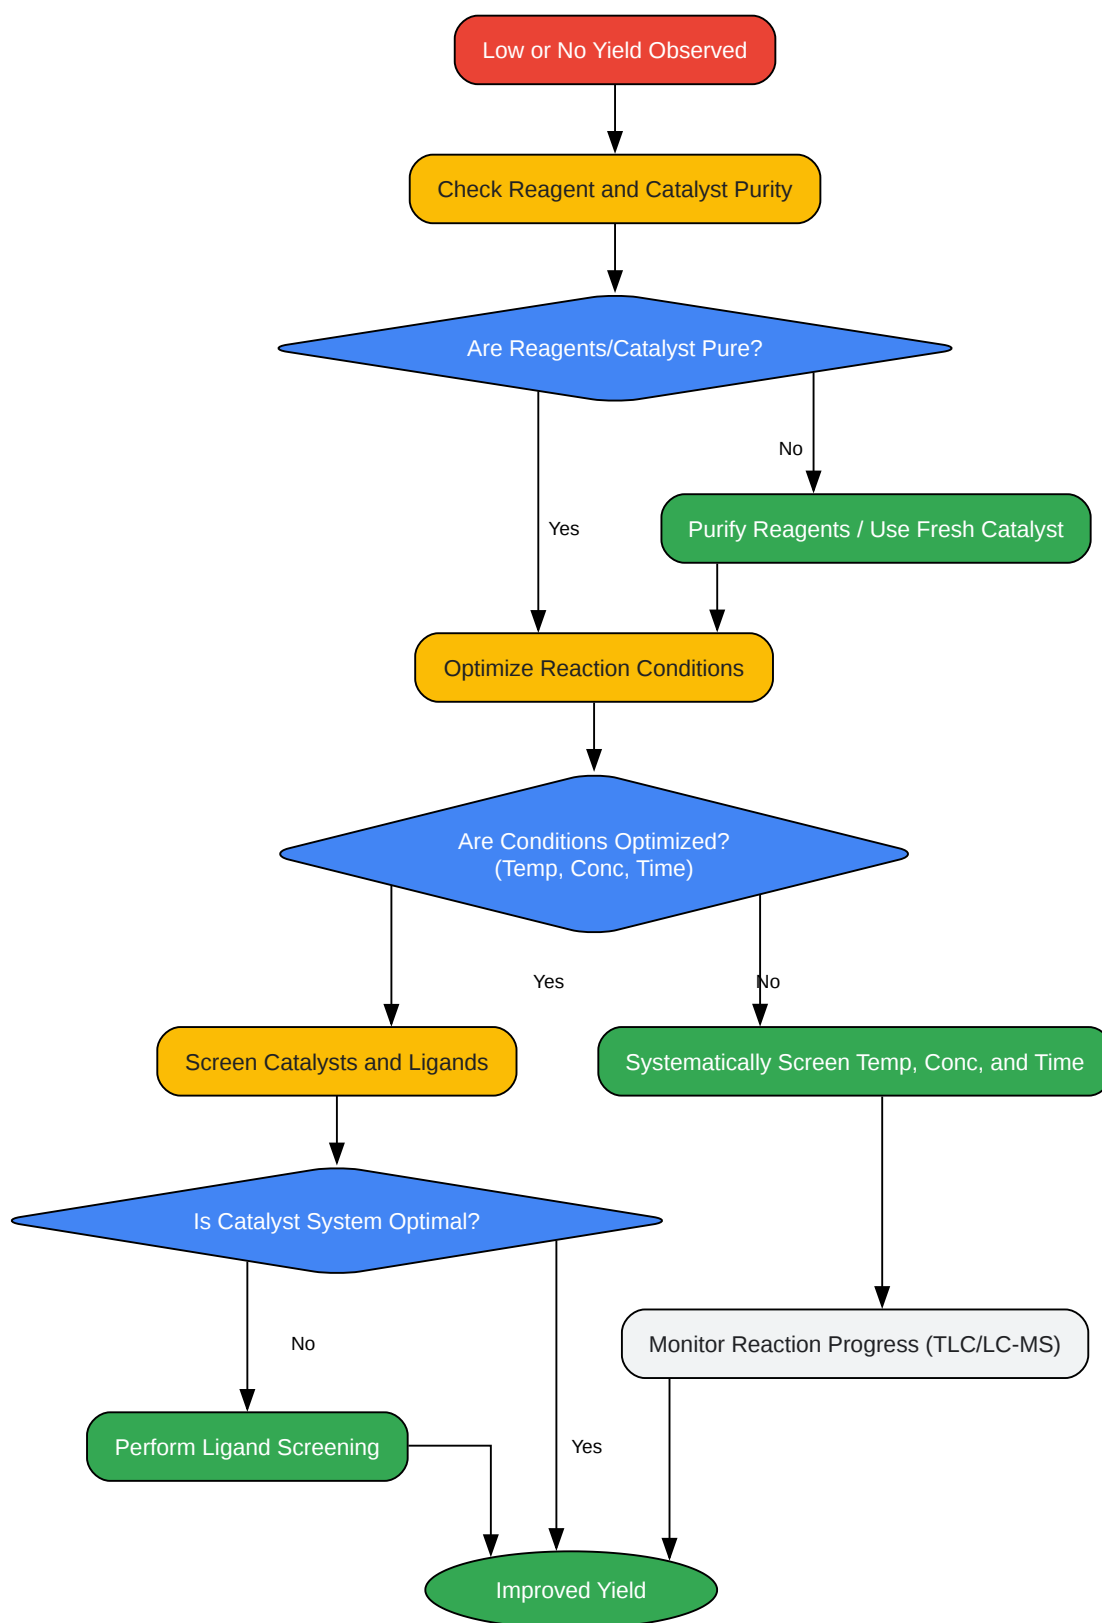 Low or No Yield Observed
Check Reagent and Catalyst Purity
Are Reagents/Catalyst Pure?
No
Yes
Purify Reagents / Use Fresh Catalyst
Optimize Reaction Conditions
Are Conditions Optimized?
(Temp, Conc, Time)
Yes
No
Screen Catalysts and Ligands
Systematically Screen Temp, Conc, and Time
Is Catalyst System Optimal?
No
Monitor Reaction Progress (TLC/LC-MS)
Perform Ligand Screening
Yes
Improved Yield